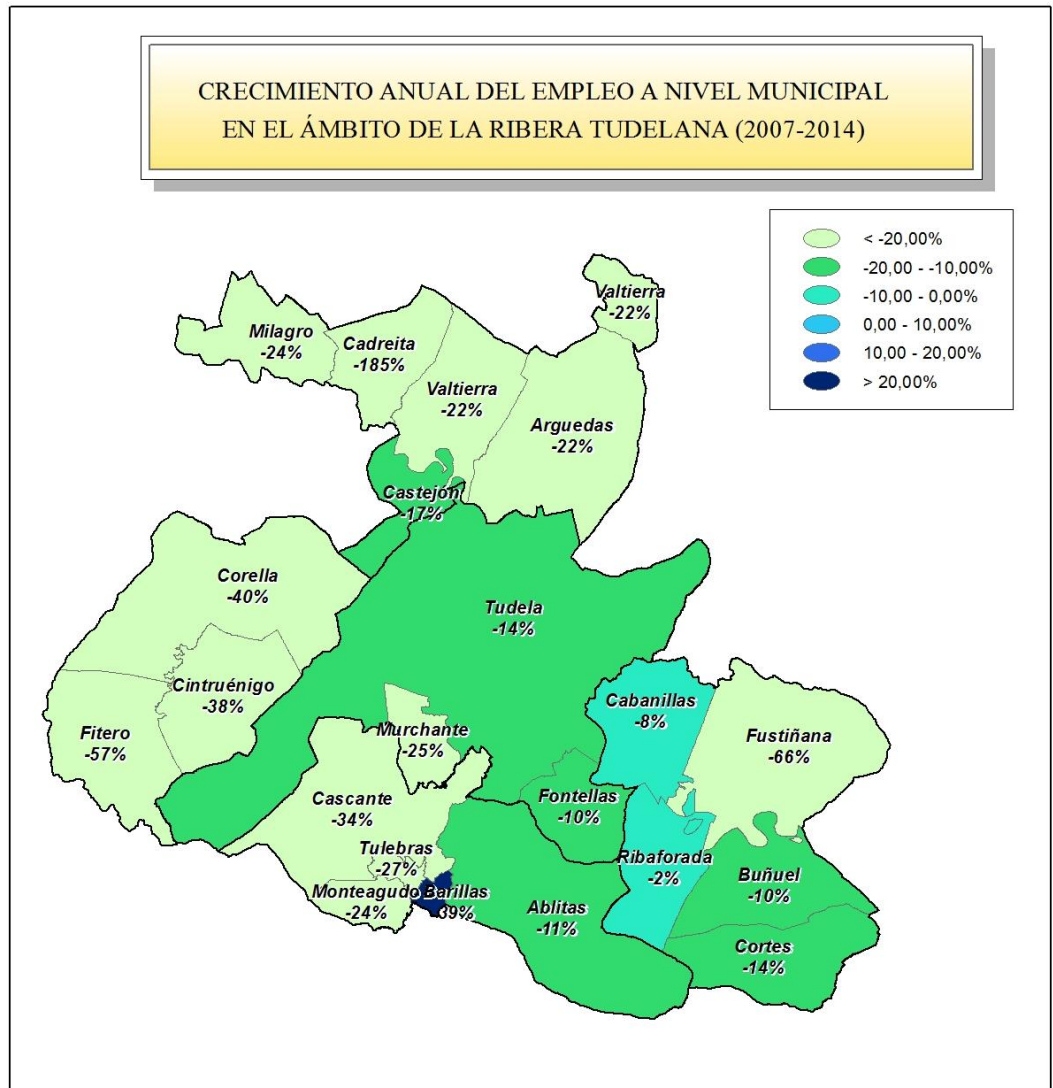 CRECIMIENTO ANUAL DEL EMPLEO A NIVEL MUNICIPAL
EN EL ÁMBITO DE LA RIBERA TUDELANA (2007-2014)
< -20,00%
-20,00 - -10,00%
-10,00 - 0,00%
0,00 - 10,00%
10,00 - 20,00%
> 20,00%
Valtierra
-22%
Milagro
-24%
Cadreita
-185%
Valtierra
-22%
Arguedas
-22%
Castejón
-17%
Corella
-40%
Tudela
-14%
Cintruénigo
-38%
Fitero
-57%
Murchante
-25%
Cabanillas
-8%
Fustiñana
-66%
Cascante
-34%
Fontellas
-10%
Tulebras
-27%
Ribaforada
-2%
Monteagudo
-24%
Barillas
39%
Ablitas
-11%
Buñuel
-10%
Cortes
-14%